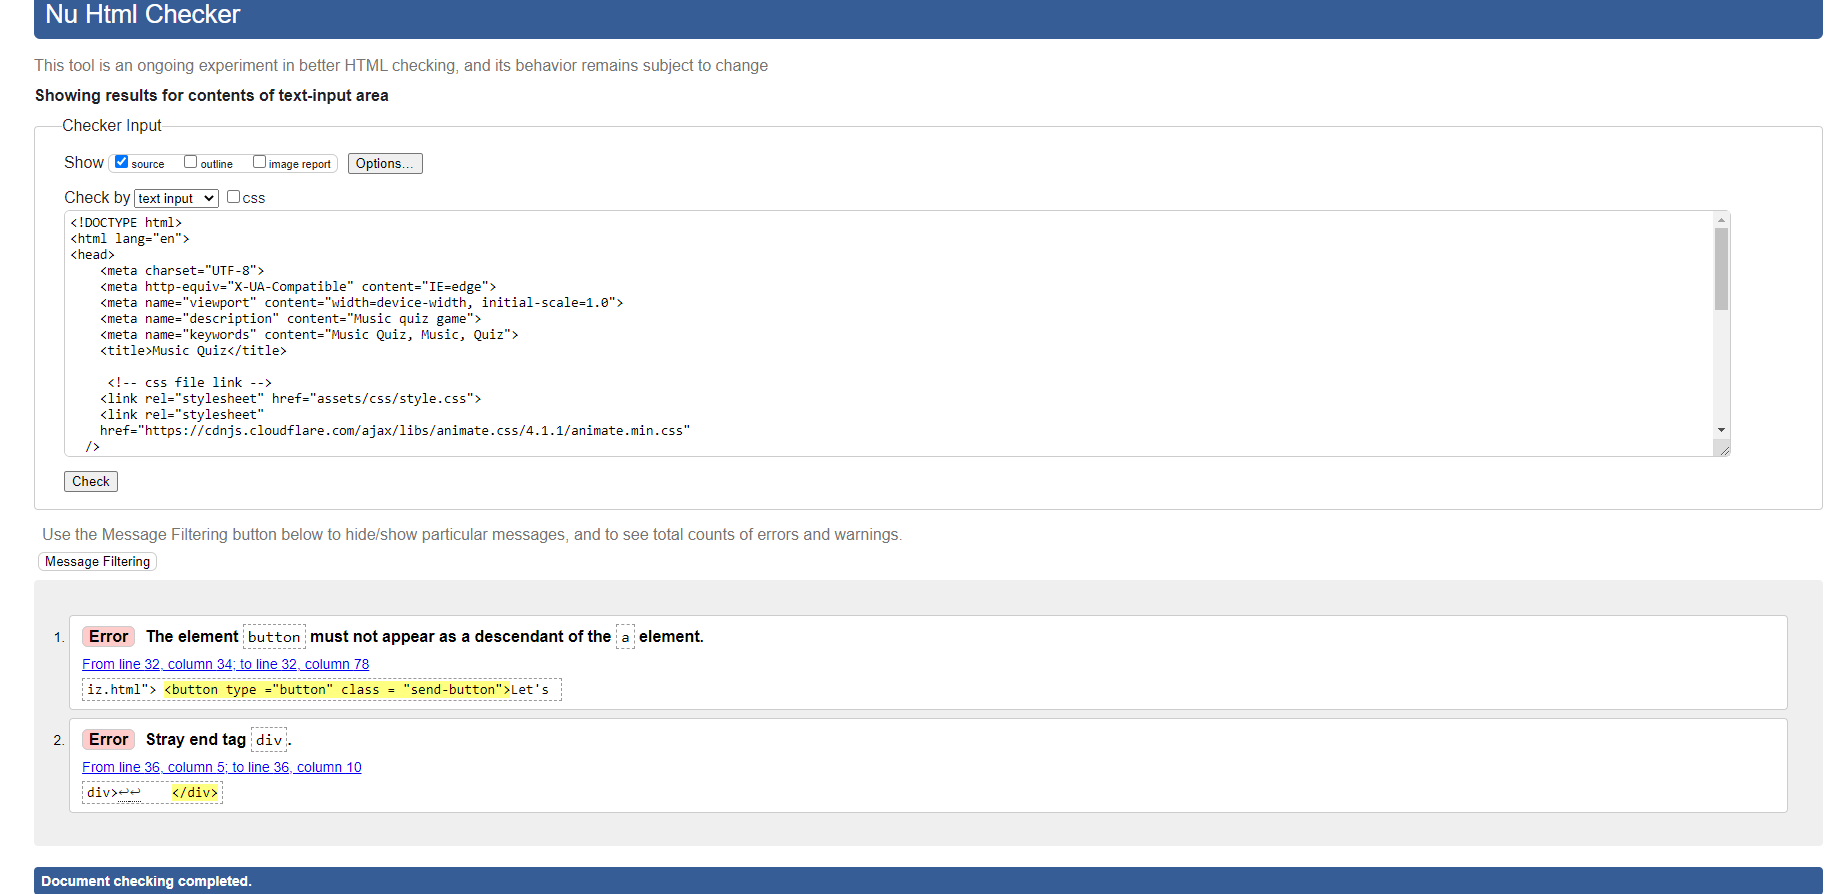 Nu Html Checker
This tool is an ongoing experiment in better HTML checking, and its behavior remains subject to change
Showing results for contents of text-input area
Checker Input
Show source outline image report Options...
Check by text input css
<!DOCTYPE html>
<html lang="en">
<head>
    <meta charset="UTF-8">
    <meta http-equiv="X-UA-Compatible" content="IE=edge">
    <meta name="viewport" content="width=device-width, initial-scale=1.0">
    <meta name="description" content="Music quiz game">
    <meta name="keywords" content="Music Quiz, Music, Quiz">
    <title>Music Quiz</title>
     <!-- css file link -->
    <link rel="stylesheet" href="assets/css/style.css">
    <link rel="stylesheet"
    href="https://cdnjs.cloudflare.com/ajax/libs/animate.css/4.1.1/animate.min.css"
  />
Check
Use the Message Filtering button below to hide/show particular messages, and to see total counts of errors and warnings.
Message Filtering
1. Error The element button must not appear as a descendant of the a element.
From line 32, column 34; to line 32, column 78
iz.html"> <button type ="button" class = "send-button">Let's
2. Error Stray end tag div.
From line 36, column 5; to line 36, column 10
div>↩↩    </div>
Document checking completed.